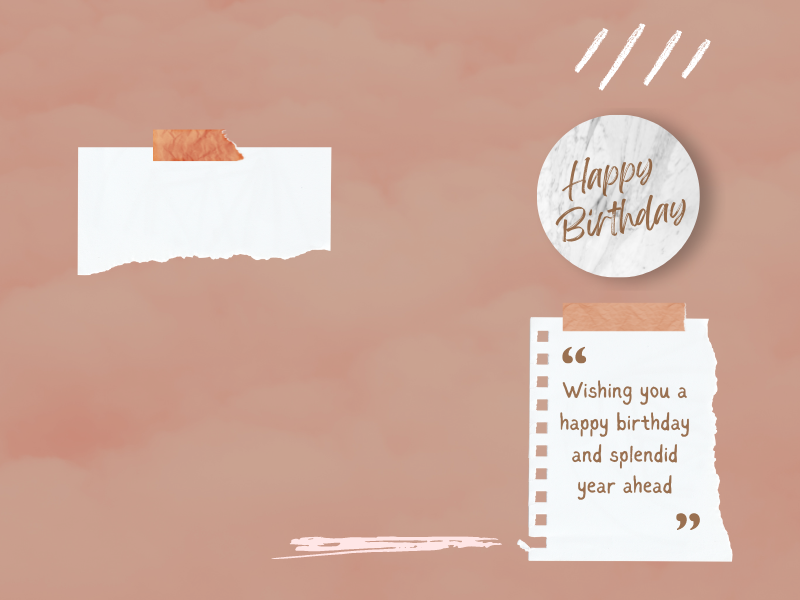 Happy
Birthday
“
Wishing you a
happy birthday
and splendid
year ahead
”